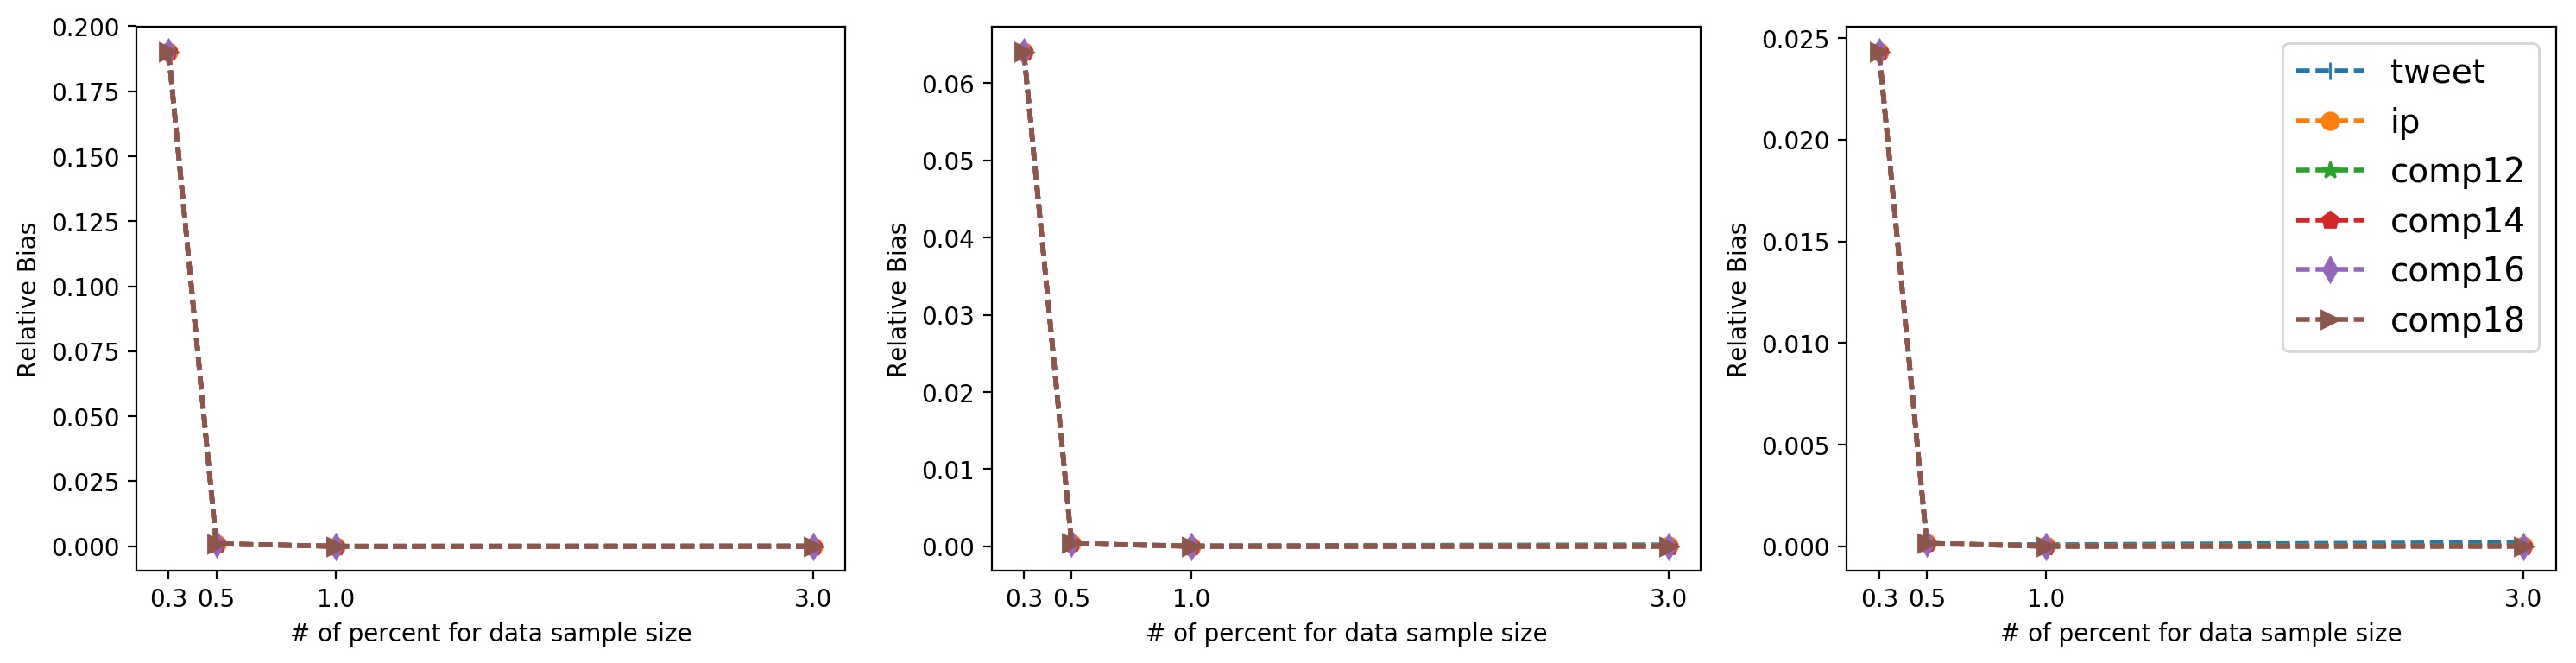 0.200
0.175
0.150
0.125
0.100
0.075
0.050
0.025
0.000
Relative Bias
0.3 0.5 1.0 3.0
# of percent for data sample size
0.06
0.05
0.04
0.03
0.02
0.01
0.00
Relative Bias
0.3 0.5 1.0 3.0
# of percent for data sample size
0.025
0.020
0.015
0.010
0.005
0.000
Relative Bias
0.3 0.5 1.0 3.0
# of percent for data sample size
tweet
ip
comp12
comp14
comp16
comp18